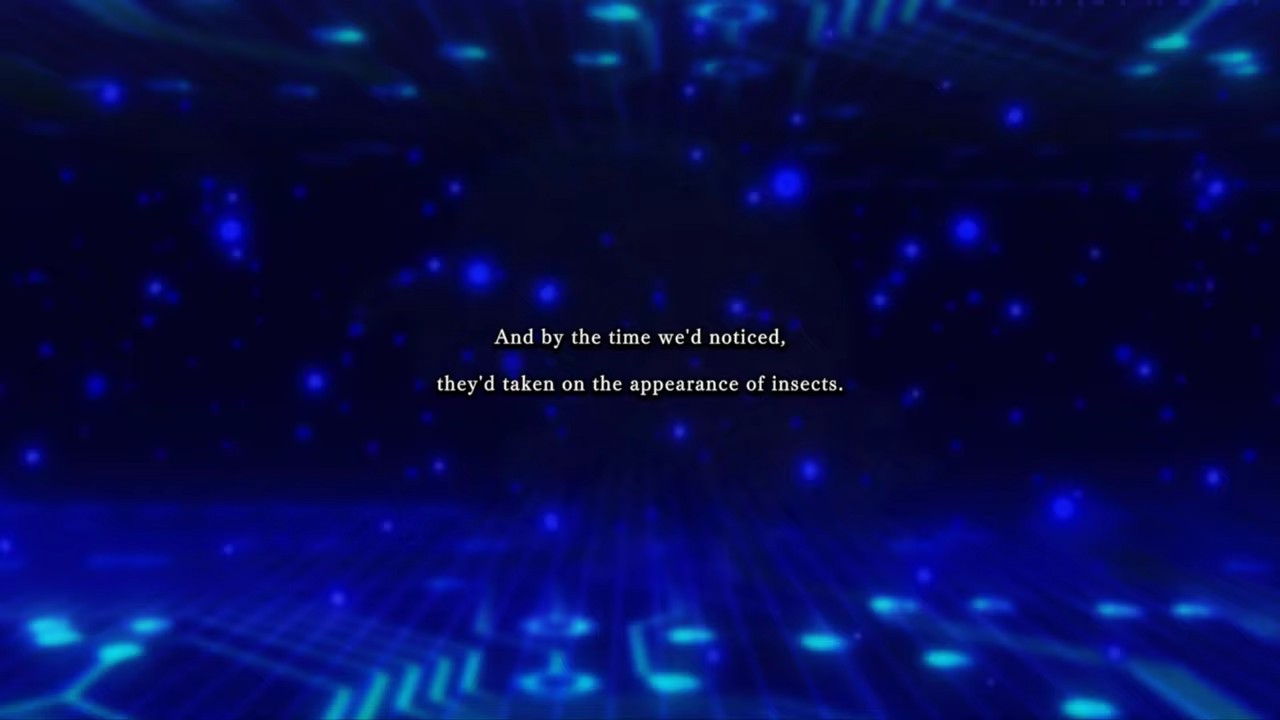 And by the time we'd noticed,
they'd taken on the appearance of insects.